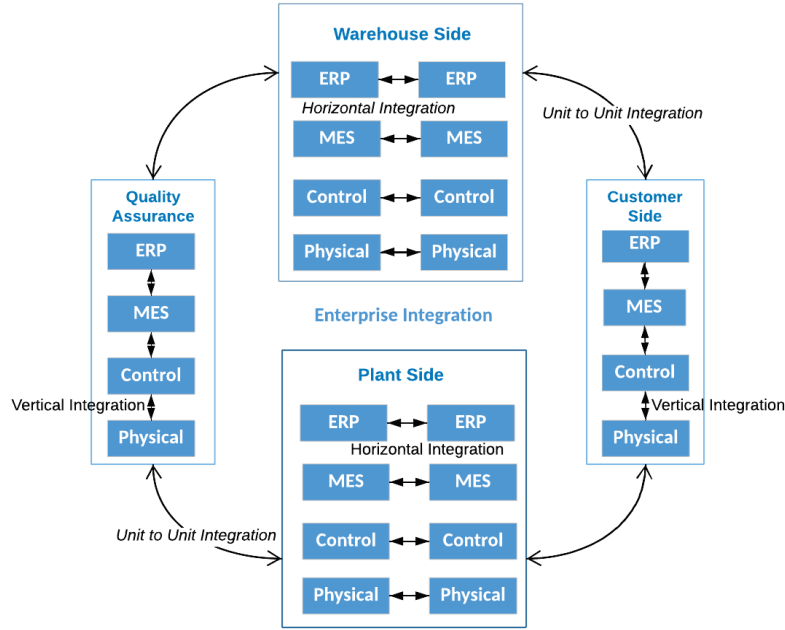 Warehouse Side
ERP ERP
Horizontal Integration
MES MES
Control Control
Physical Physical
Unit to Unit Integration
Quality
Assurance
ERP
MES
Control
Vertical Integration
Physical
Customer
Side
ERP
MES
Control
Vertical Integration
Physical
Enterprise Integration
Plant Side
ERP ERP
Horizontal Integration
MES MES
Control Control
Physical Physical
Unit to Unit Integration